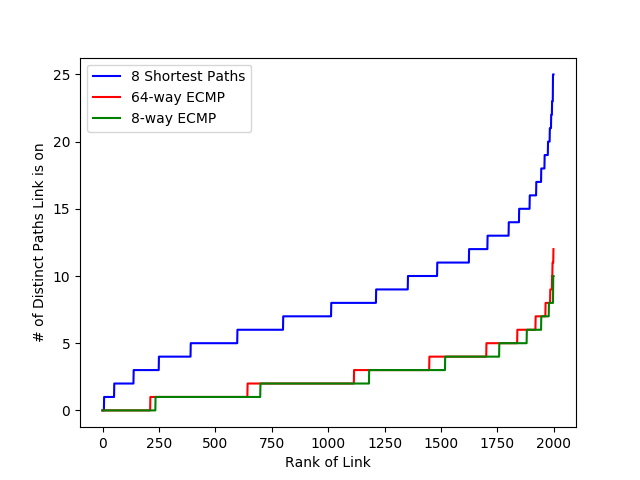 8 Shortest Paths
64-way ECMP
8-way ECMP
# of Distinct Paths Link is on
25
20
15
10
5
0
0 250 500 750 1000 1250 1500 1750 2000
Rank of Link